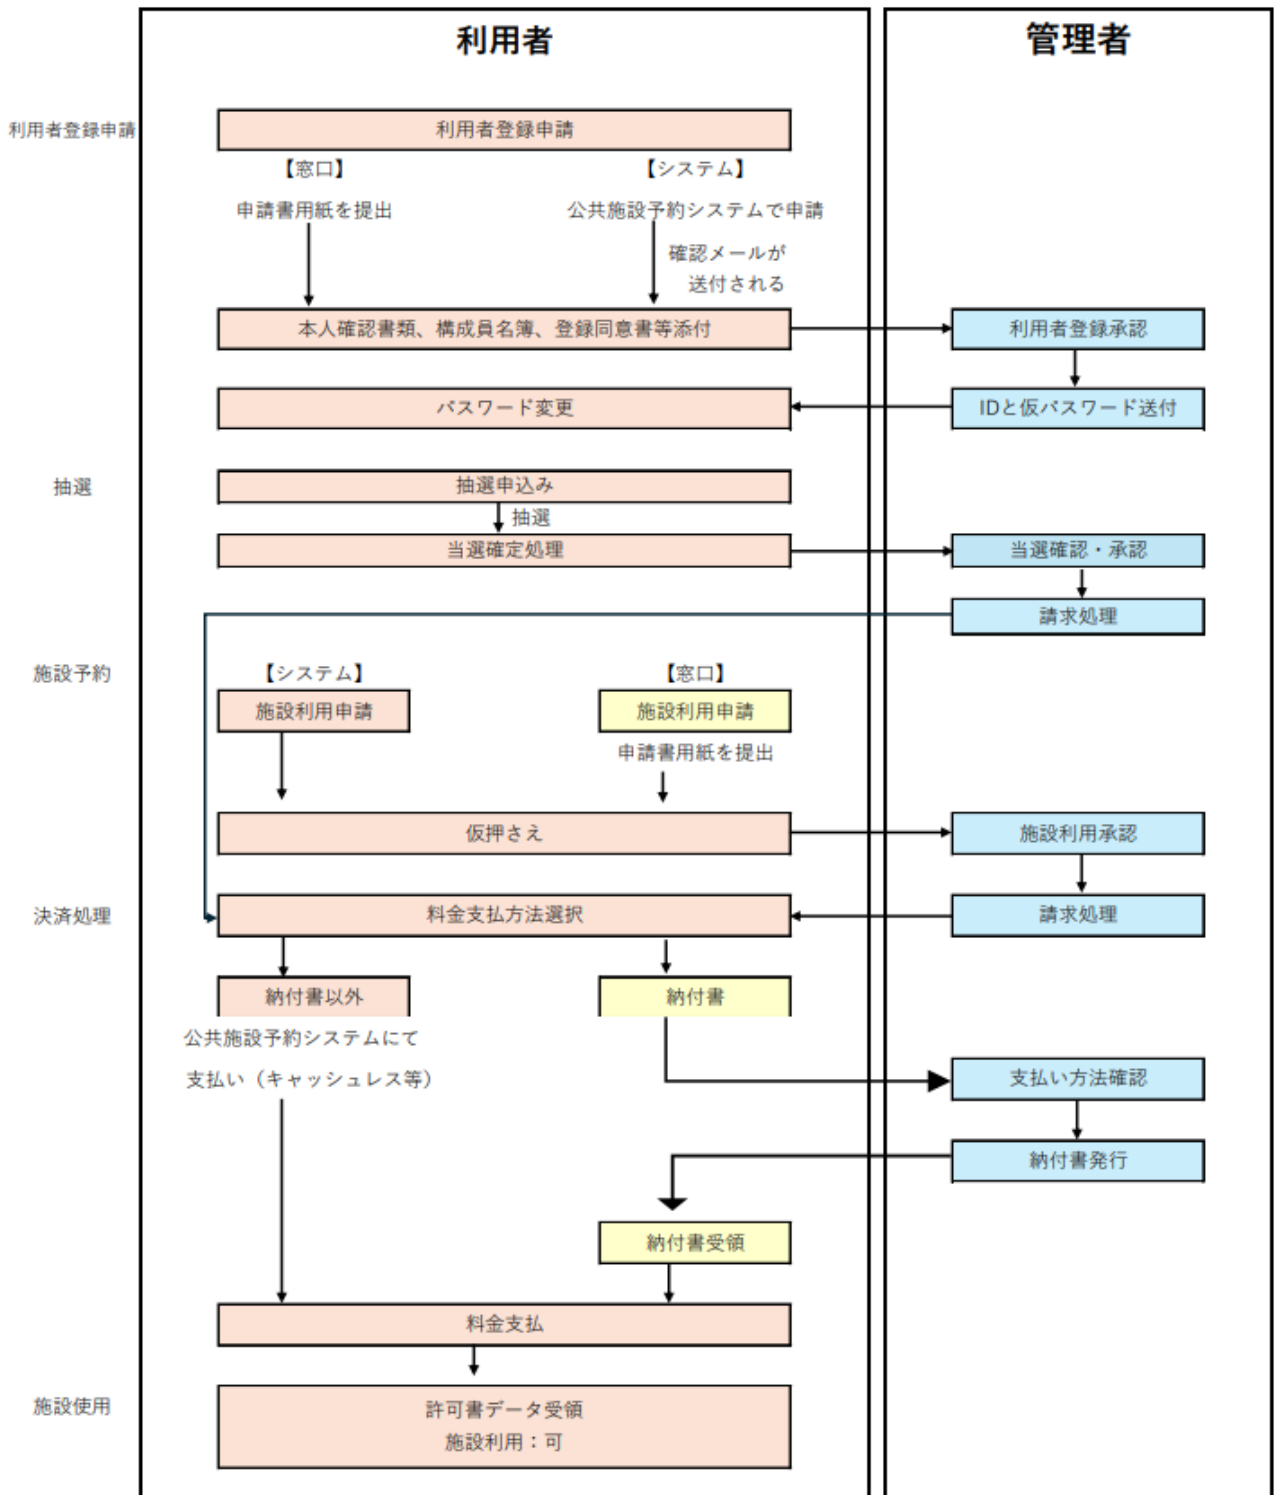 利用者
管理者
利用者登録申請
利用者登録申請
【窓口】
【システム】
申請書用紙を提出
公共施設予約システムで申請
確認メールが
送付される
本人確認書類、構成員名簿、登録同意書等添付
利用者登録承認
パスワード変更
IDと仮パスワード送付
抽選
抽選申込み
抽選
当選確定処理
当選確認・承認
請求処理
施設予約
【システム】
【窓口】
施設利用申請
施設利用申請
申請書用紙を提出
仮押さえ
施設利用承認
決済処理
料金支払方法選択
請求処理
納付書以外
納付書
公共施設予約システムにて
支払い（キャッシュレス等）
支払い方法確認
納付書発行
納付書受領
料金支払
施設使用
許可書データ受領
施設利用：可